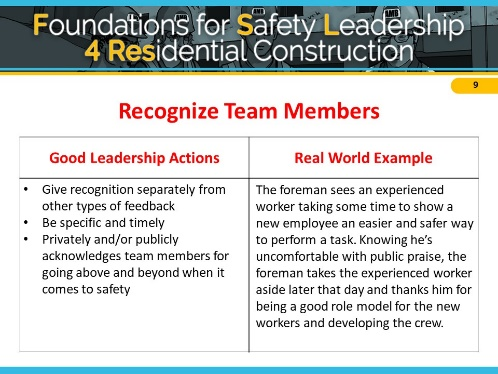 Foundations for Safety Leadership
4 Residential Construction
9
Recognize Team Members
Good Leadership Actions
• Give recognition separately from
other types of feedback
• Be specific and timely
• Privately and/or publicly
acknowledges team members for
going above and beyond when it
comes to safety
Real World Example
The foreman sees an experienced
worker taking some time to show a
new employee an easier and safer way
to perform a task. Knowing he's
uncomfortable with public praise, the
foreman takes the experienced worker
aside later that day and thanks him for
being a good role model for the new
workers and developing the crew.